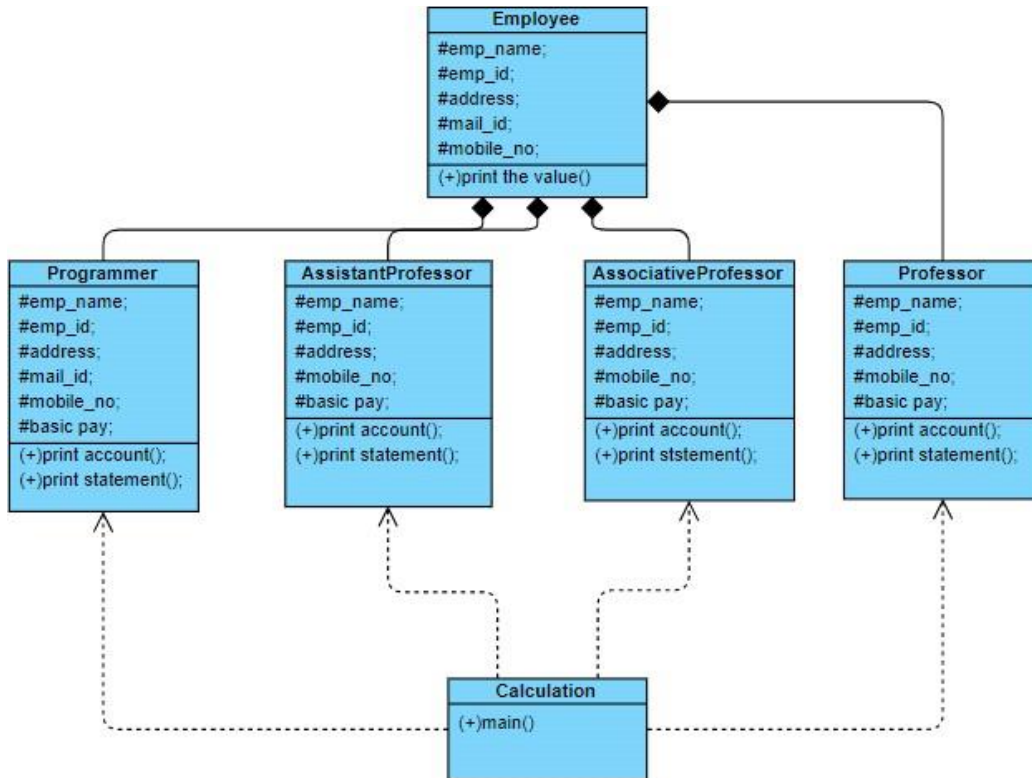 Employee
#emp_name;
#emp_id;
#address;
#mail_id;
#mobile_no;
(+)print the value()
Programmer
#emp_name;
#emp_id;
#address;
#mail_id;
#mobile_no;
#basic pay;
(+)print account();
(+)print statement();
AssistantProfessor
#emp_name;
#emp_id;
#address;
#mobile_no;
#basic pay;
(+)print account();
(+)print statement();
AssociativeProfessor
#emp_name;
#emp_id;
#address;
#mobile_no;
#basic pay;
(+)print account();
(+)print ststement();
Professor
#emp_name;
#emp_id;
#address;
#mobile_no;
#basic pay;
(+)print account();
(+)print statement();
Calculation
(+)main()